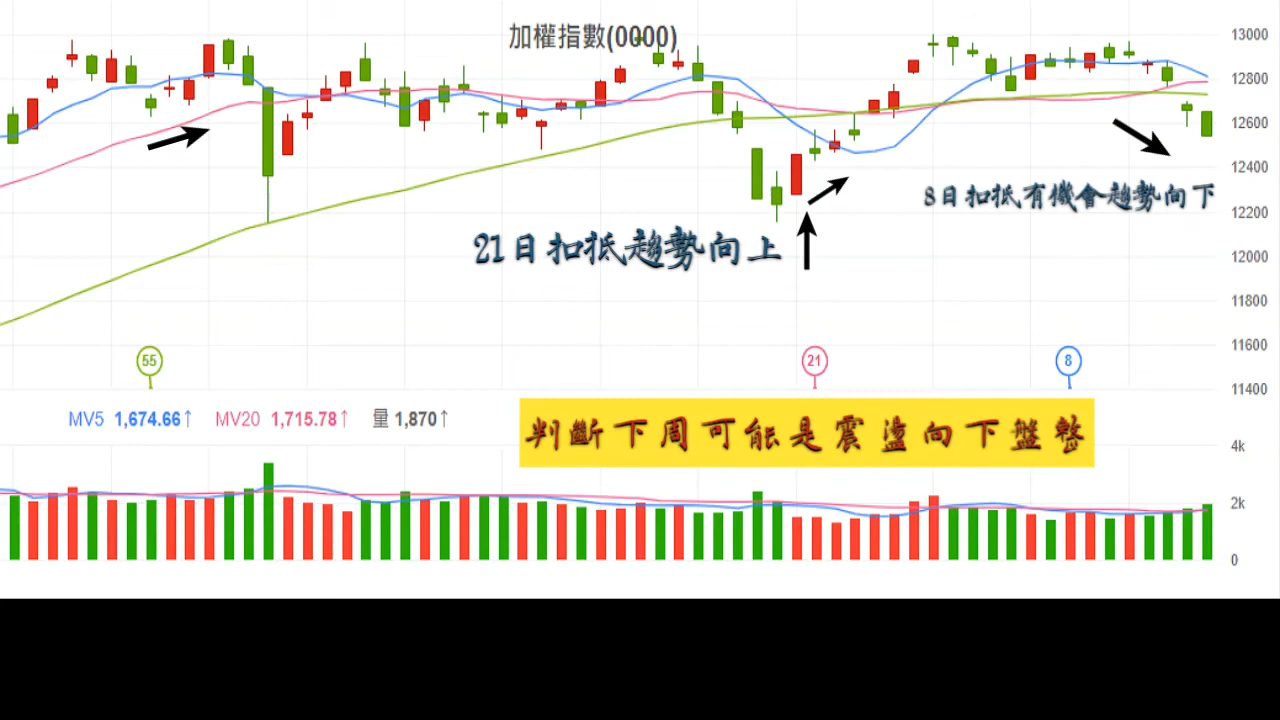 加權指數(0000)
13000
12800
12600
12400
12200
12000
11800
11600
11400
8日扣抵有機會趨勢向下
21日扣抵趨勢向上
55
21
8
MV5 1,674.66↑ MV20 1,715.78↑ 量 1,870↑
判斷下周可能是震盪向下盤整
4k
2k
0